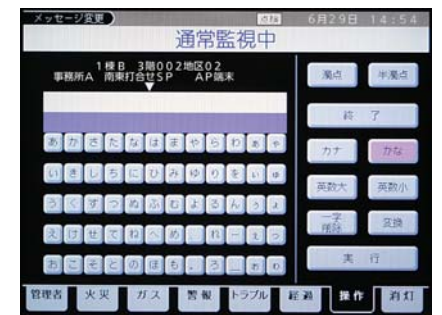 メッセージ変更 点検 6月29日 14:54
通常監視中
1棟B 3階002地区02
事務所A 南東打合せSP AP端末
濁点 半濁点
終 了
カナ かな
英数大 英数小
一字削除 変換
実 行
あ か さ た な は ま や ら わ ぁ ゃ
い き し ち に ひ み ゆ り を ぃ ゅ
う く す つ ぬ ふ む よ る ん ぅ ょ
え け せ て ね へ め 「 れ ー ぇ っ
お こ そ と の ほ も
管理者 火災 ガス 警報 トラブル 経過 操作 消灯